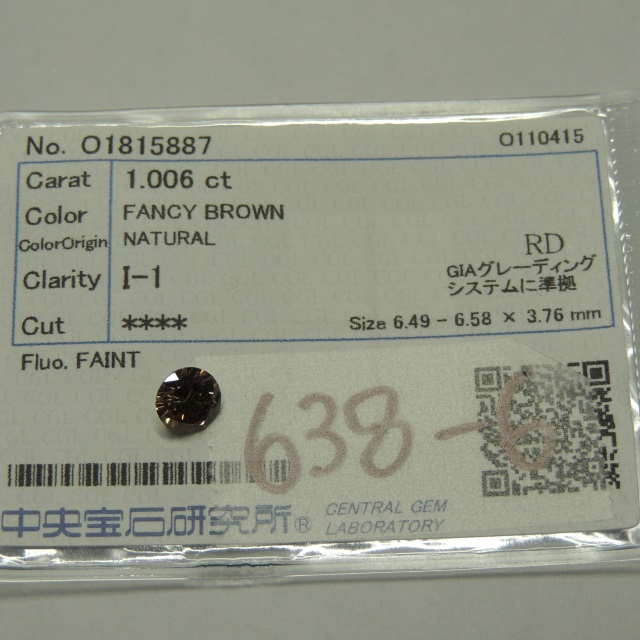 No. O1815887 O110415
Carat 1.006 ct
Color FANCY BROWN
ColorOrigin NATURAL
RD
Clarity I-1
GIAグレーディング
システムに準拠
Cut ****
Size 6.49 - 6.58 × 3.76 mm
Fluo. FAINT
638-6
中央宝石研究所® CENTRAL GEM
LABORATORY